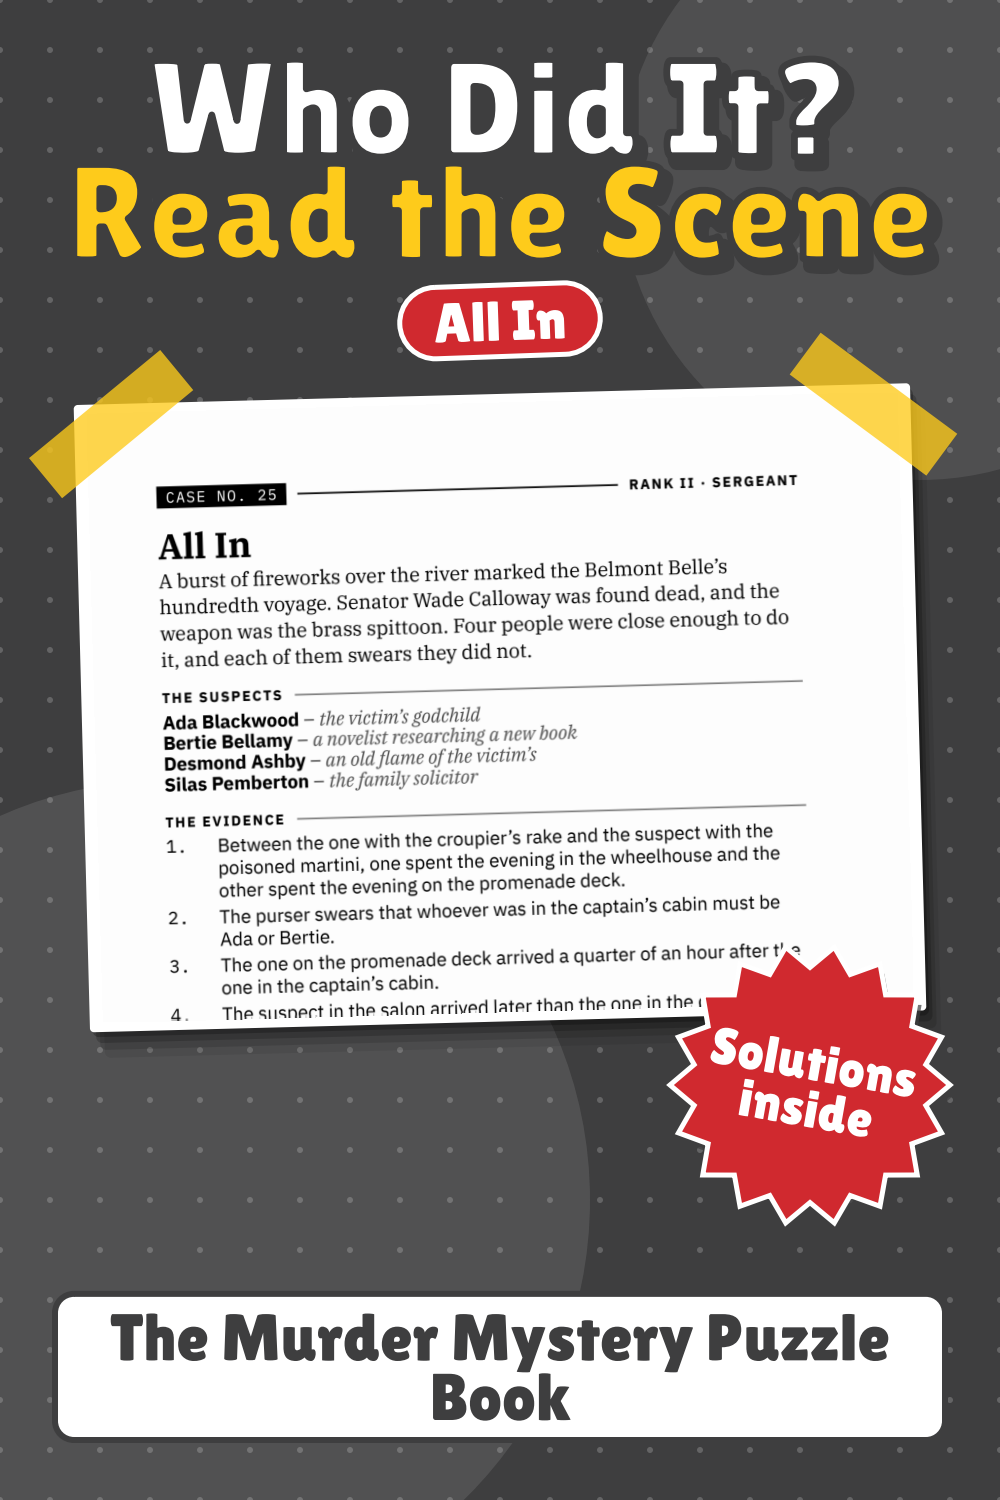 Who Did It?
Read the Scene
All In
CASE NO. 25
RANK II · SERGEANT
All In
A burst of fireworks over the river marked the Belmont Belle’s
hundredth voyage. Senator Wade Calloway was found dead, and the
weapon was the brass spittoon. Four people were close enough to do
it, and each of them swears they did not.
THE SUSPECTS
Ada Blackwood – the victim’s godchild
Bertie Bellamy – a novelist researching a new book
Desmond Ashby – an old flame of the victim’s
Silas Pemberton – the family solicitor
THE EVIDENCE
1. Between the one with the croupier’s rake and the suspect with the
poisoned martini, one spent the evening in the wheelhouse and the
other spent the evening on the promenade deck.
2. The purser swears that whoever was in the captain’s cabin must be
Ada or Bertie.
3. The one on the promenade deck arrived a quarter of an hour after the
one in the captain’s cabin.
4. The suspect in the salon arrived later than the one in the
Solutions
inside
The Murder Mystery Puzzle
Book